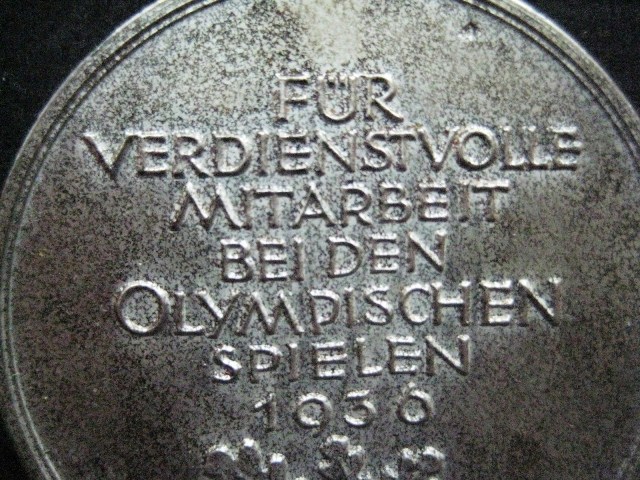 FÜR
VERDIENSTVOLLE
MITARBEIT
BEI DEN
OLYMPISCHEN
SPIELEN
1936